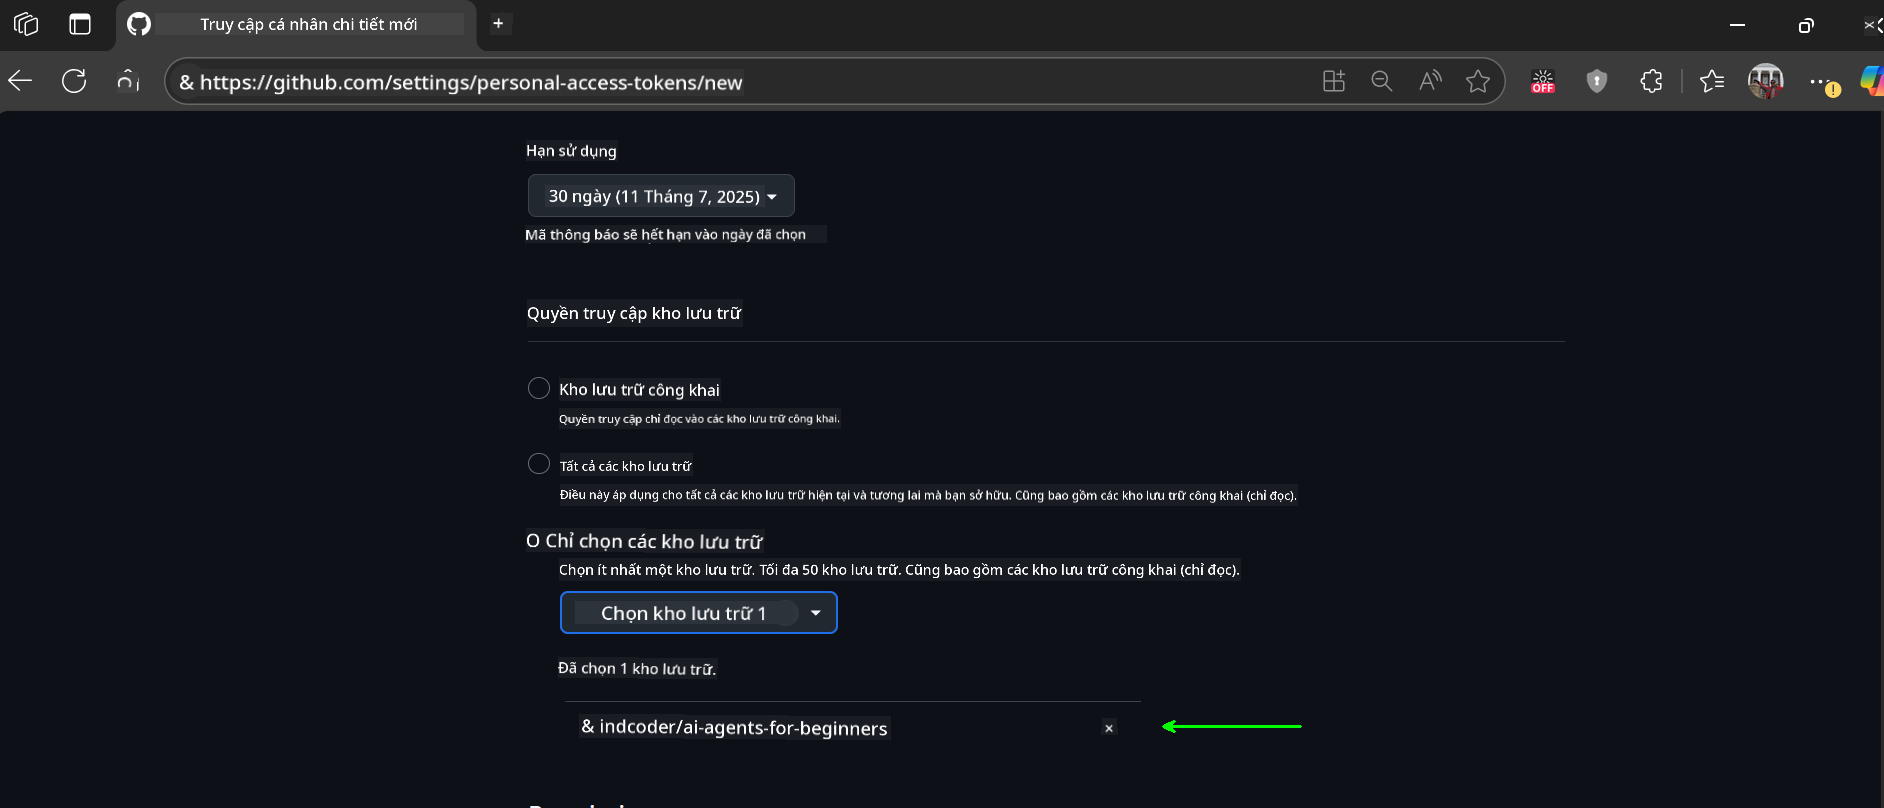 Truy cập cá nhân chi tiết mới
+
& https://github.com/settings/personal-access-tokens/new
OFF
Hạn sử dụng
30 ngày (11 Tháng 7, 2025)
Mã thông báo sẽ hết hạn vào ngày đã chọn
Quyền truy cập kho lưu trữ
Kho lưu trữ công khai
Quyền truy cập chỉ đọc vào các kho lưu trữ công khai.
Tất cả các kho lưu trữ
Điều này áp dụng cho tất cả các kho lưu trữ hiện tại và tương lai mà bạn sở hữu. Cũng bao gồm các kho lưu trữ công khai (chỉ đọc).
O Chỉ chọn các kho lưu trữ
Chọn ít nhất một kho lưu trữ. Tối đa 50 kho lưu trữ. Cũng bao gồm các kho lưu trữ công khai (chỉ đọc).
Chọn kho lưu trữ 1
Đã chọn 1 kho lưu trữ.
& indcoder/ai-agents-for-beginners